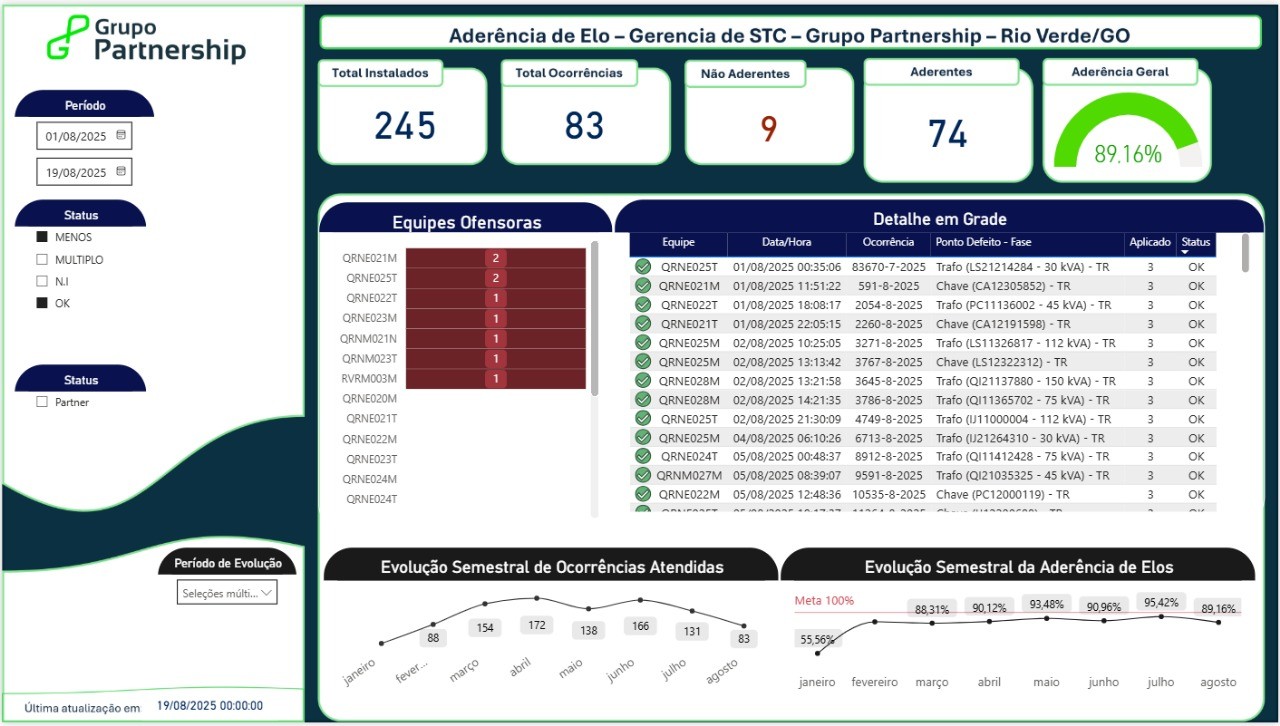 Grupo
Partnership
Aderência de Elo – Gerencia de STC – Grupo Partnership – Rio Verde/GO
Total Instalados
245
Total Ocorrências
83
Não Aderentes
9
Aderentes
74
Aderência Geral
89.16%
Período
01/08/2025
19/08/2025
Status
MENOS
MULTIPLO
N.I
OK
Status
Partner
Período de Evolução
Seleções múlti...
Última atualização em 19/08/2025 00:00:00
Equipes Ofensoras
QRNE021M 2
QRNE025T 2
QRNE022T 1
QRNE023M 1
QRNM021N 1
QRNM023T 1
RVRM003M 1
QRNE020M
QRNE021T
QRNE022M
QRNE023T
QRNE024M
QRNE024T
Detalhe em Grade
Equipe Data/Hora Ocorrência Ponto Defeito - Fase Aplicado Status
QRNE025T 01/08/2025 00:35:06 83670-7-2025 Trafo (LS21214284 - 30 kVA) - TR 3 OK
QRNE021M 01/08/2025 11:51:22 591-8-2025 Chave (CA12305852) - TR 3 OK
QRNE022T 01/08/2025 18:08:17 2054-8-2025 Trafo (PC11136002 - 45 kVA) - TR 3 OK
QRNE021T 01/08/2025 22:05:15 2260-8-2025 Chave (CA12191598) - TR 3 OK
QRNE025M 02/08/2025 10:25:05 3271-8-2025 Trafo (LS11326817 - 112 kVA) - TR 3 OK
QRNE025M 02/08/2025 13:13:42 3767-8-2025 Chave (LS12322312) - TR 3 OK
QRNE028M 02/08/2025 13:21:58 3645-8-2025 Trafo (QI21137880 - 150 kVA) - TR 3 OK
QRNE028M 02/08/2025 14:21:35 3786-8-2025 Trafo (QI11365702 - 75 kVA) - TR 3 OK
QRNE025T 02/08/2025 21:30:09 4749-8-2025 Trafo (IJ11000004 - 112 kVA) - TR 3 OK
QRNE025M 04/08/2025 06:10:26 6713-8-2025 Trafo (IJ21264310 - 30 kVA) - TR 3 OK
QRNE024T 05/08/2025 00:48:37 8912-8-2025 Trafo (QI11412428 - 75 kVA) - TR 3 OK
QRNM027M 05/08/2025 08:39:07 9591-8-2025 Trafo (QI21035325 - 45 kVA) - TR 3 OK
QRNE022M 05/08/2025 12:48:36 10535-8-2025 Chave (PC12000119) - TR 3 OK
Evolução Semestral de Ocorrências Atendidas
88 154 172 138 166 131 83
janeiro fever... março abril maio junho julho agosto
Evolução Semestral da Aderência de Elos
Meta 100%
55,56% 88,31% 90,12% 93,48% 90,96% 95,42% 89,16%
janeiro fevereiro março abril maio junho julho agosto